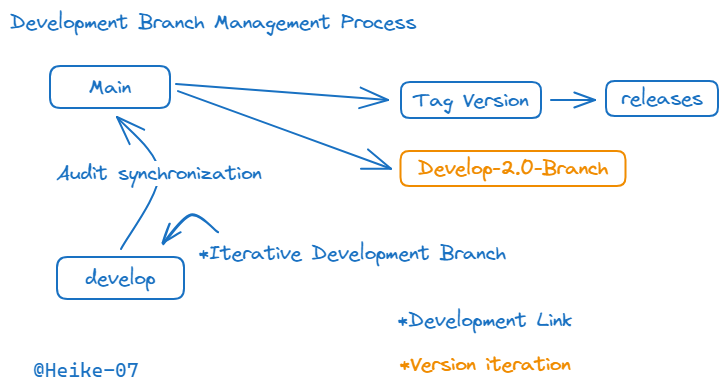 Development Branch Management Process
Main
Tag Version
releases
Develop-2.0-Branch
Audit synchronization
*Iterative Development Branch
develop
*Development Link
*Version iteration
@Heike-07